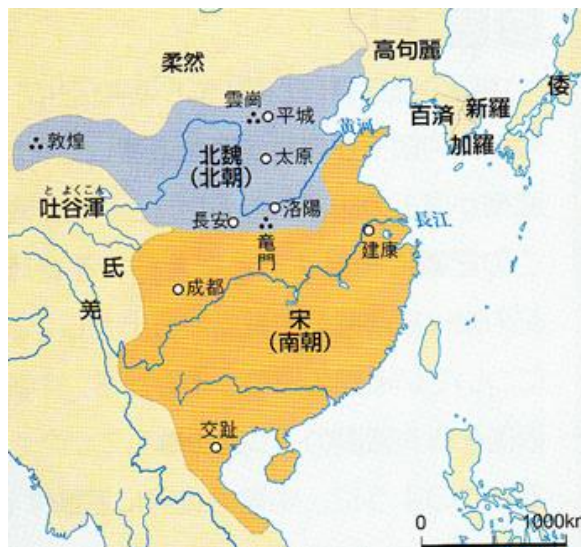 柔然
高句麗
倭
雲崗
平城
百済
新羅
加羅
黄河
敦煌
北魏
(北朝)
太原
と よくこん
吐谷渾
長安
洛陽
竜門
長江
建康
氐
羌
成都
宋
(南朝)
交趾
0
1000km